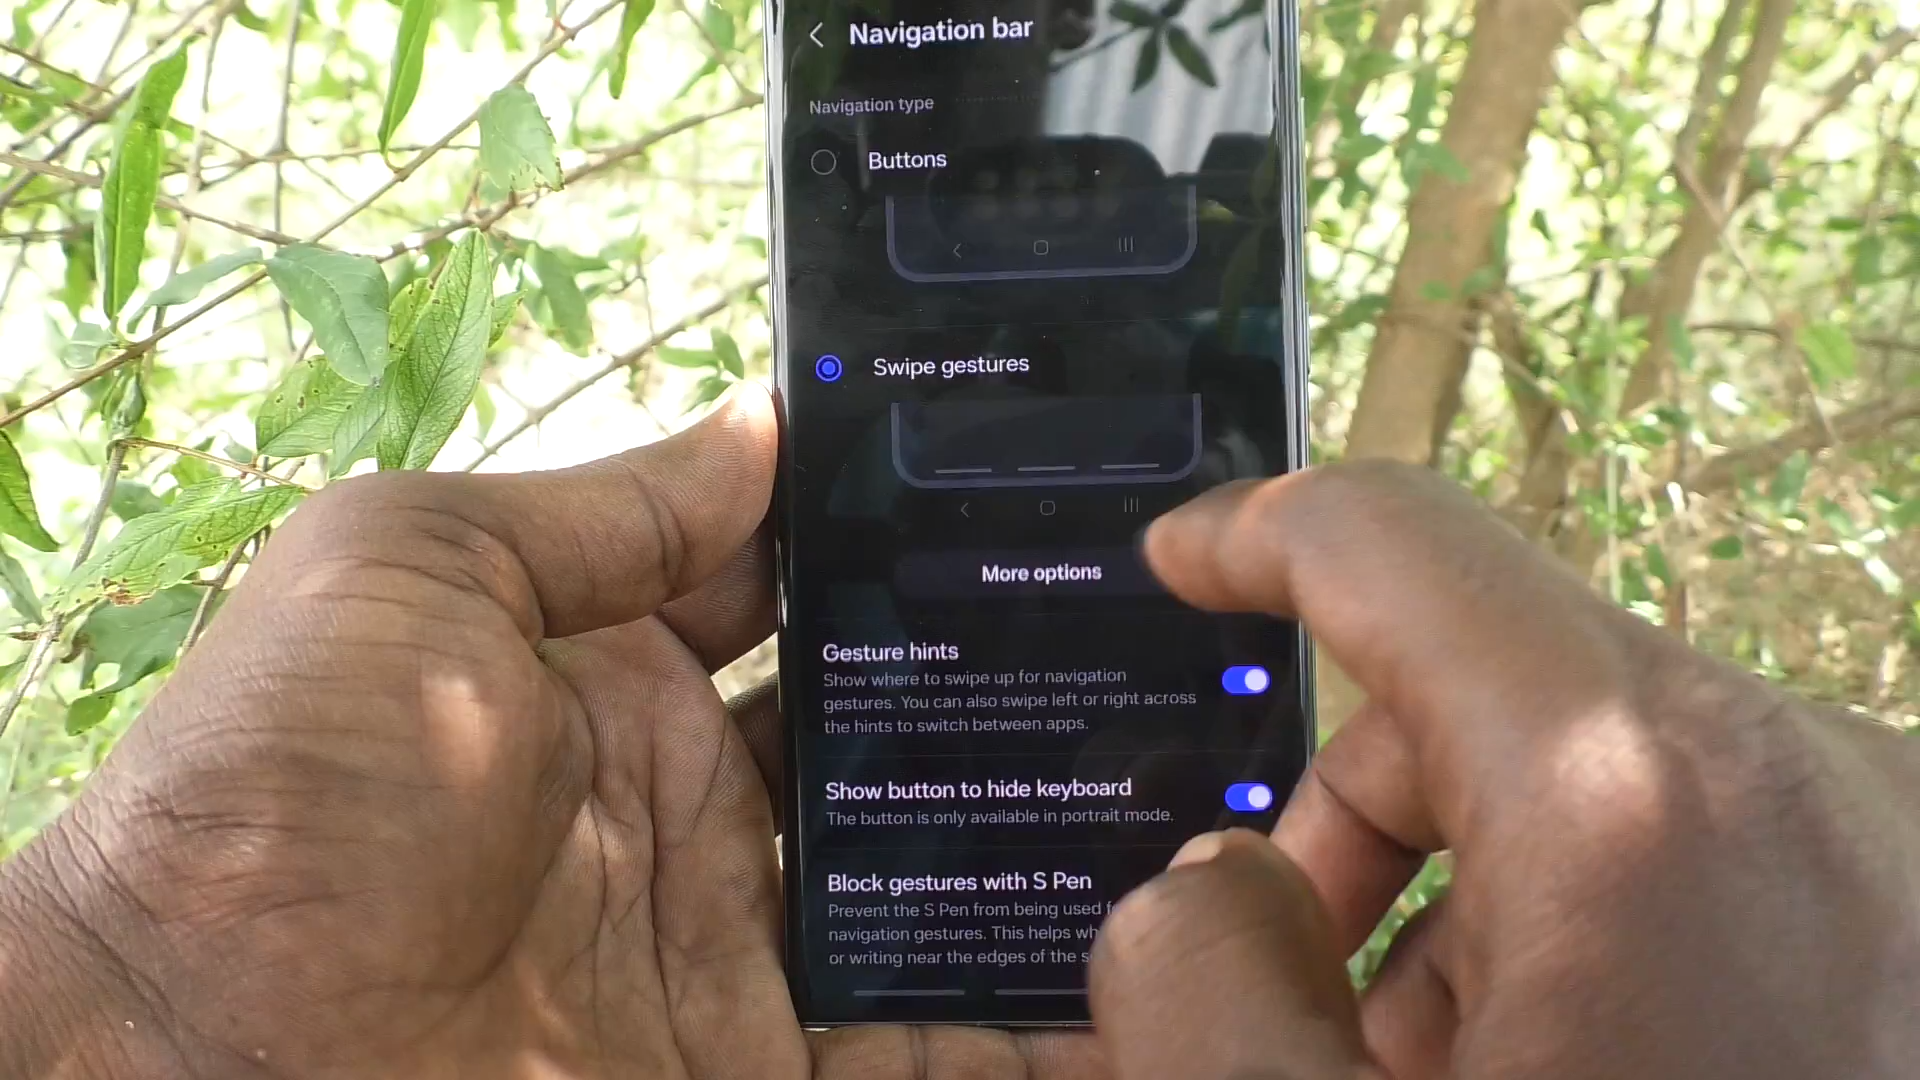 Navigation bar
Navigation type
Buttons
Swipe gestures
More options
Gesture hints
Show where to swipe up for navigation
gestures. You can also swipe left or right across
the hints to switch between apps.
Show button to hide keyboard
The button is only available in portrait mode.
Block gestures with S Pen
Prevent the S Pen from being used
navigation gestures. This helps
or writing near the edges of the